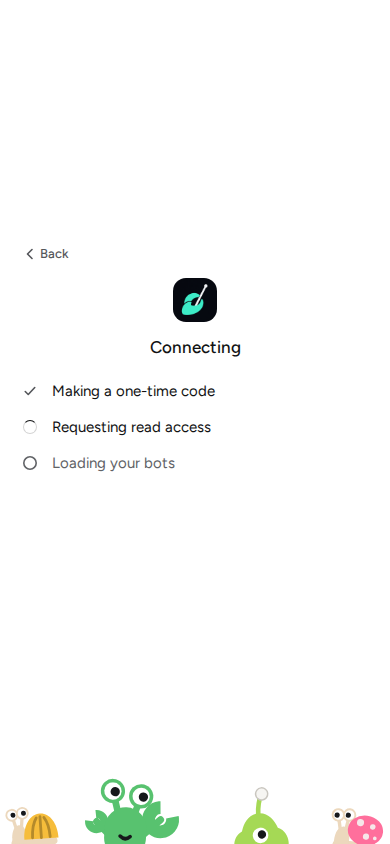 Back
Connecting
Making a one-time code
Requesting read access
Loading your bots